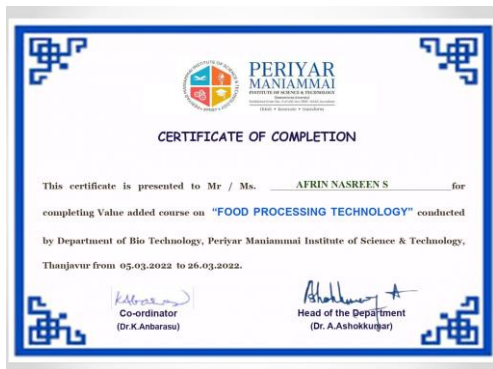 PERIYAR
MANIAMMAI
INSTITUTE OF SCIENCE & TECHNOLOGY
CERTIFICATE OF COMPLETION
This certificate is presented to Mr / Ms. AFRIN NASREEN S for
completing Value added course on "FOOD PROCESSING TECHNOLOGY" conducted
by Department of Bio Technology, Periyar Maniammai Institute of Science & Technology,
Thanjavur from 05.03.2022 to 26.03.2022.
Co-ordinator
(Dr.K.Anbarasu)
Head of the Department
(Dr. A.Ashokkumar)